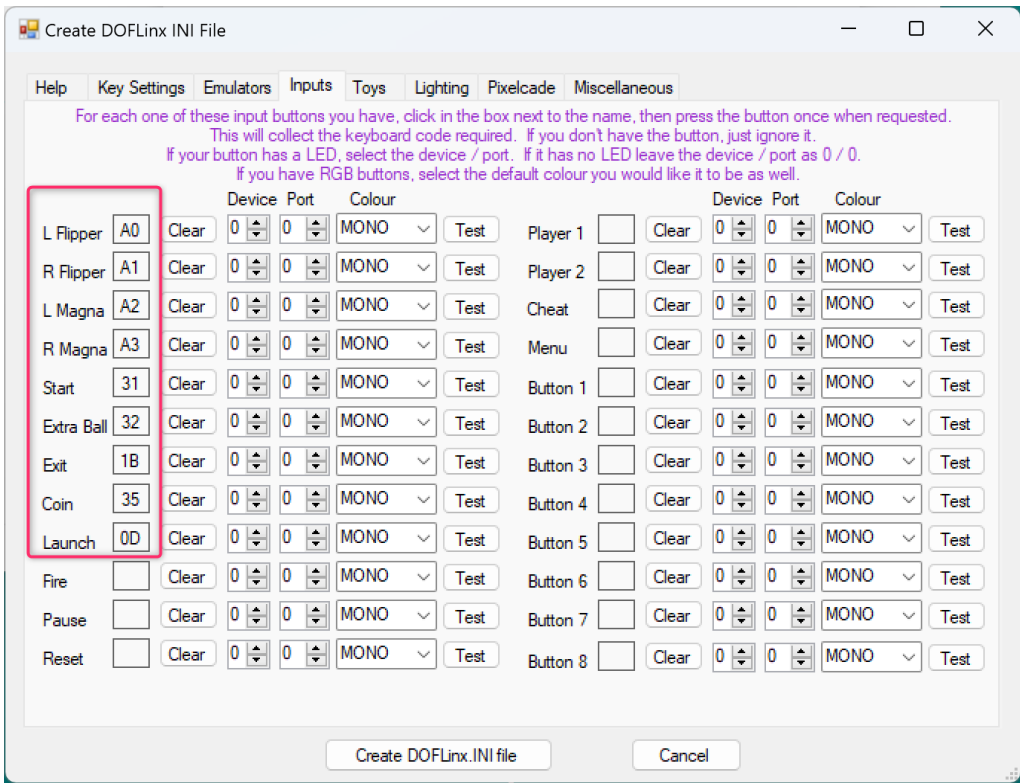 Create DOFLinx INI File
Help Key Settings Emulators Inputs Toys Lighting Pixelcade Miscellaneous
For each one of these input buttons you have, click in the box next to the name, then press the button once when requested.
This will collect the keyboard code required. If you don't have the button, just ignore it.
If your button has a LED, select the device / port. If it has no LED leave the device / port as 0 / 0.
If you have RGB buttons, select the default colour you would like it to be as well.
Device Port Colour Device Port Colour
L Flipper A0 Clear 0 0 MONO Test Player 1 Clear 0 0 MONO Test
R Flipper A1 Clear 0 0 MONO Test Player 2 Clear 0 0 MONO Test
L Magna A2 Clear 0 0 MONO Test Cheat Clear 0 0 MONO Test
R Magna A3 Clear 0 0 MONO Test Menu Clear 0 0 MONO Test
Start 31 Clear 0 0 MONO Test Button 1 Clear 0 0 MONO Test
Extra Ball 32 Clear 0 0 MONO Test Button 2 Clear 0 0 MONO Test
Exit 1B Clear 0 0 MONO Test Button 3 Clear 0 0 MONO Test
Coin 35 Clear 0 0 MONO Test Button 4 Clear 0 0 MONO Test
Launch 0D Clear 0 0 MONO Test Button 5 Clear 0 0 MONO Test
Fire Clear 0 0 MONO Test Button 6 Clear 0 0 MONO Test
Pause Clear 0 0 MONO Test Button 7 Clear 0 0 MONO Test
Reset Clear 0 0 MONO Test Button 8 Clear 0 0 MONO Test
Create DOFLinx.INI file Cancel